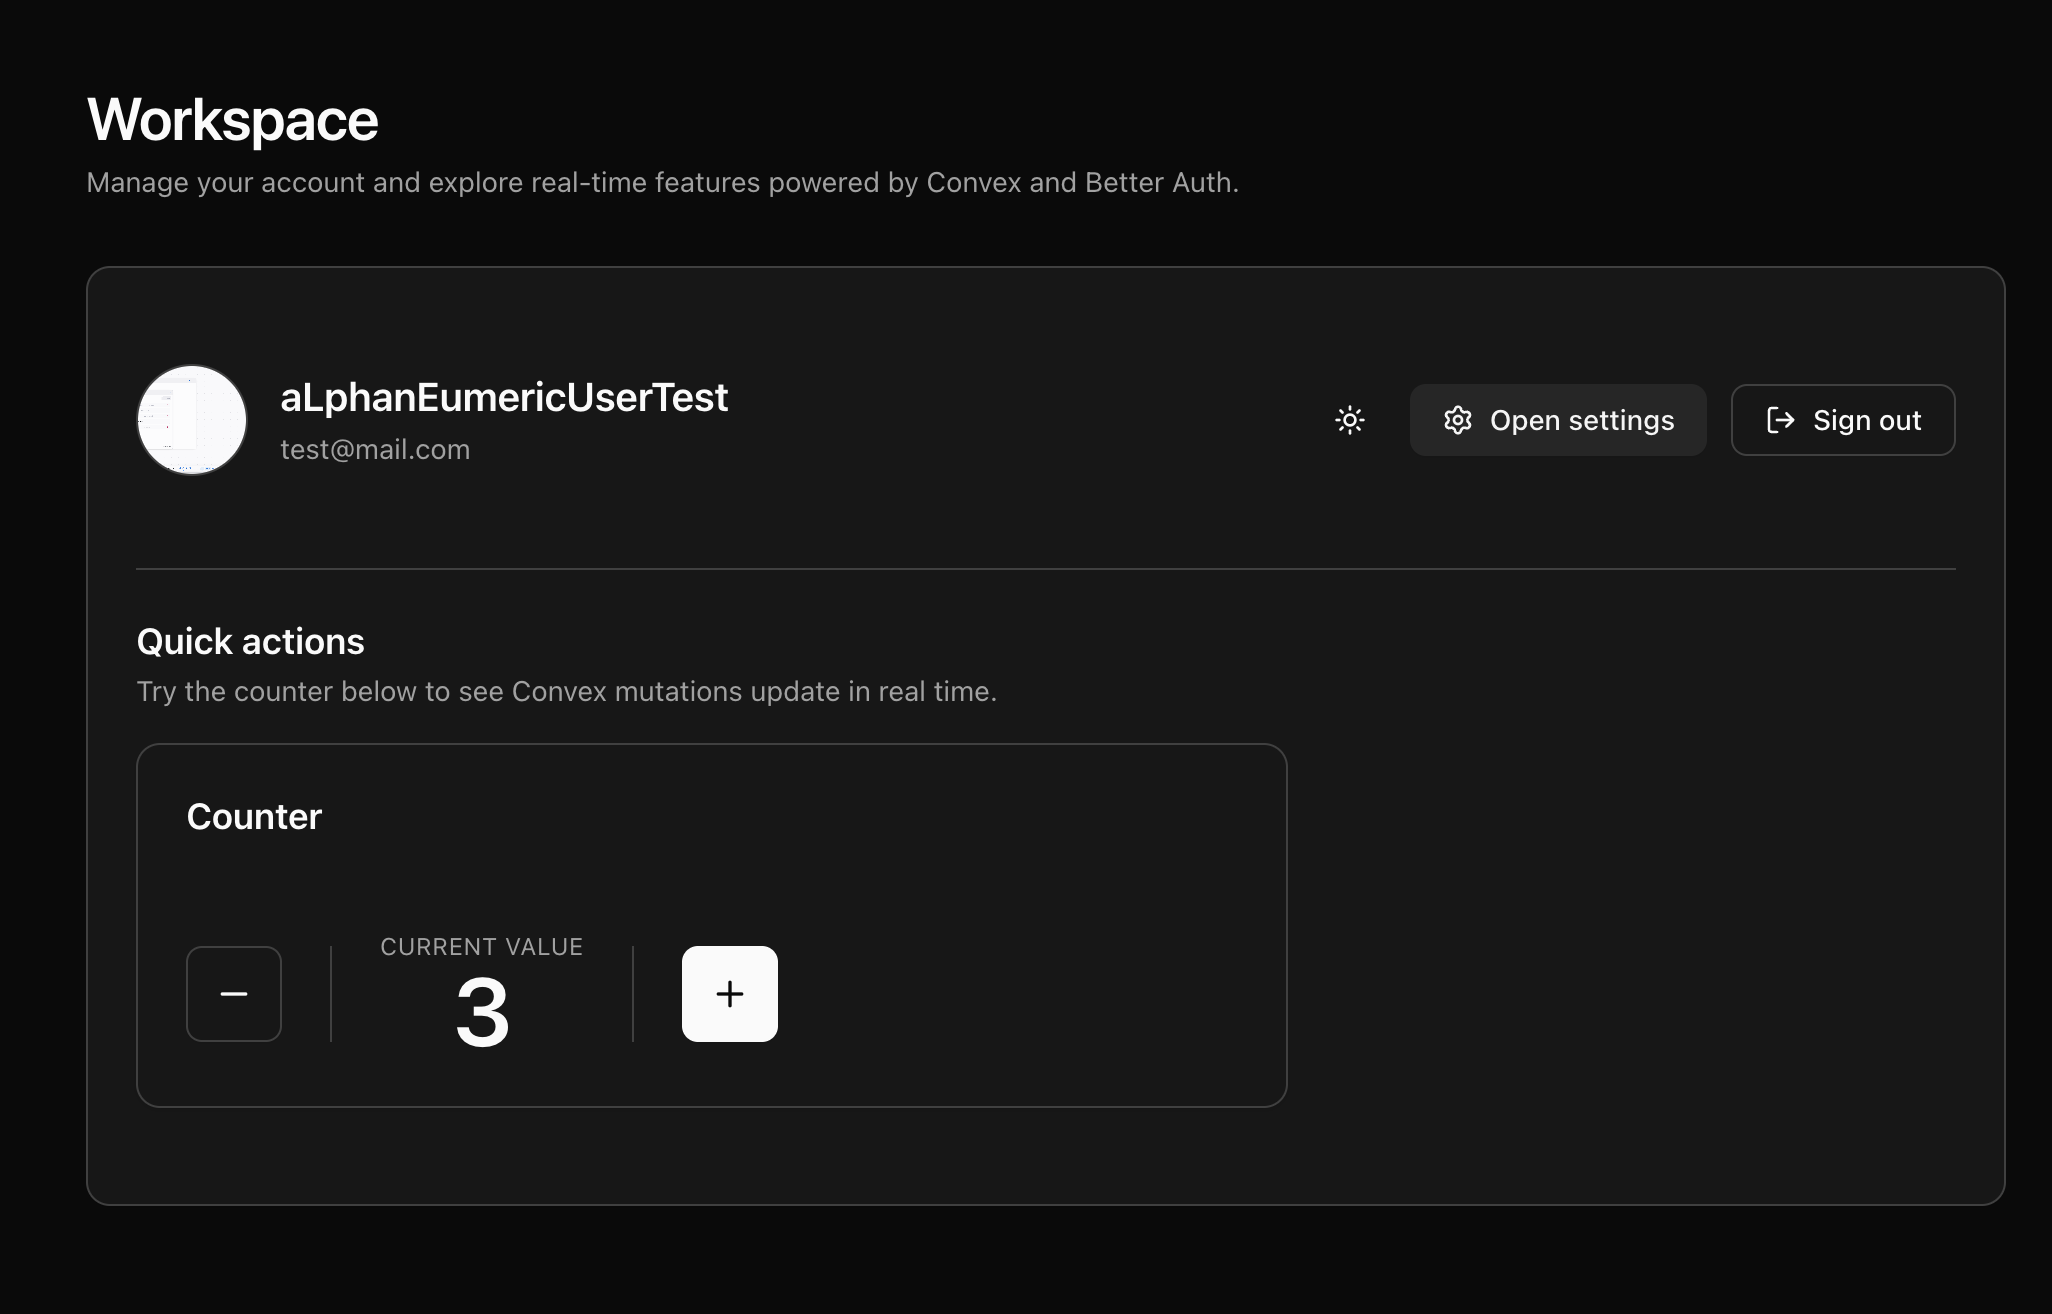 Workspace
Manage your account and explore real-time features powered by Convex and Better Auth.
aLphanEumericUserTest
test@mail.com
Open settings
Sign out
Quick actions
Try the counter below to see Convex mutations update in real time.
Counter
CURRENT VALUE
3